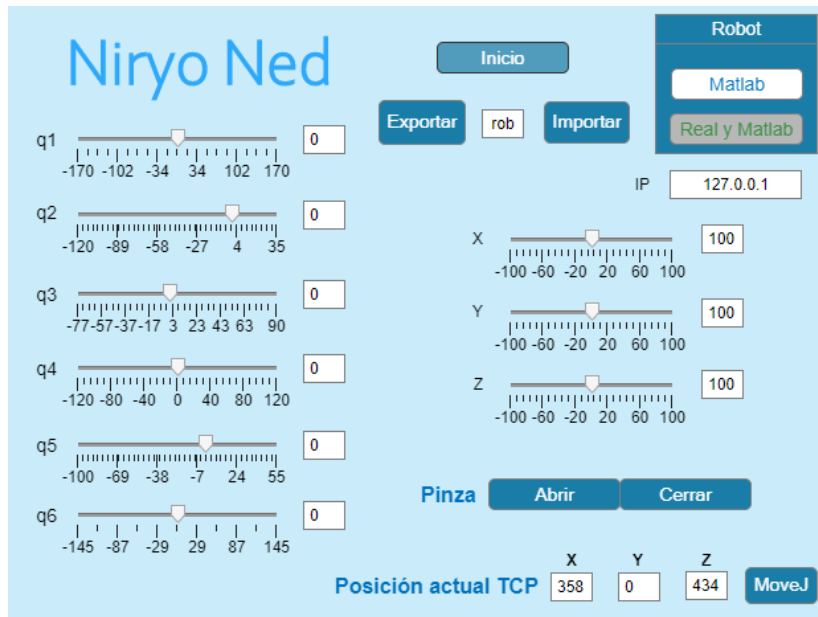 Niryo Ned
Inicio
Robot
Matlab
Real y Matlab
Exportar
rob
Importar
IP
127.0.0.1
q1
0
-170 -102 -34 34 102 170
q2
0
-120 -89 -58 -27 4 35
q3
0
-77 -57 -37 -17 3 23 43 63 90
q4
0
-120 -80 -40 0 40 80 120
q5
0
-100 -69 -38 -7 24 55
q6
0
-145 -87 -29 29 87 145
X
100
-100 -60 -20 20 60 100
Y
100
-100 -60 -20 20 60 100
Z
100
-100 -60 -20 20 60 100
Pinza
Abrir
Cerrar
X Y Z
Posición actual TCP 358 0 434 MoveJ